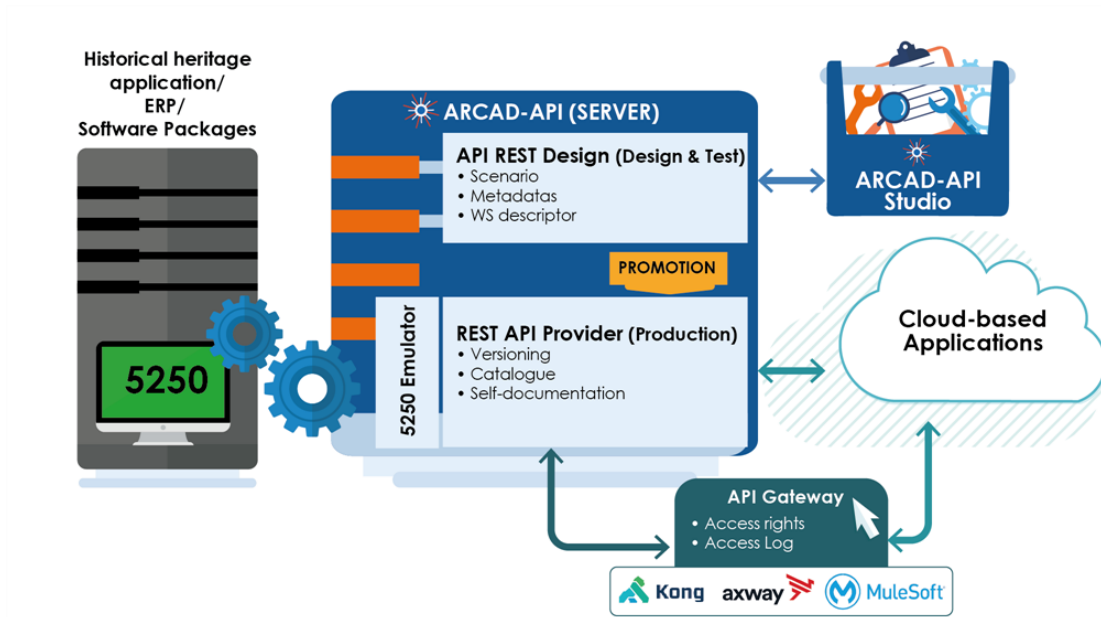 Historical heritage
application/
ERP/
Software Packages
5250
ARCAD-API (SERVER)
API REST Design (Design & Test)
• Scenario
• Metadatas
• WS descriptor
PROMOTION
5250 Emulator
REST API Provider (Production)
• Versioning
• Catalogue
• Self-documentation
ARCAD-API
Studio
Cloud-based
Applications
API Gateway
• Access rights
• Access Log
Kong axway MuleSoft